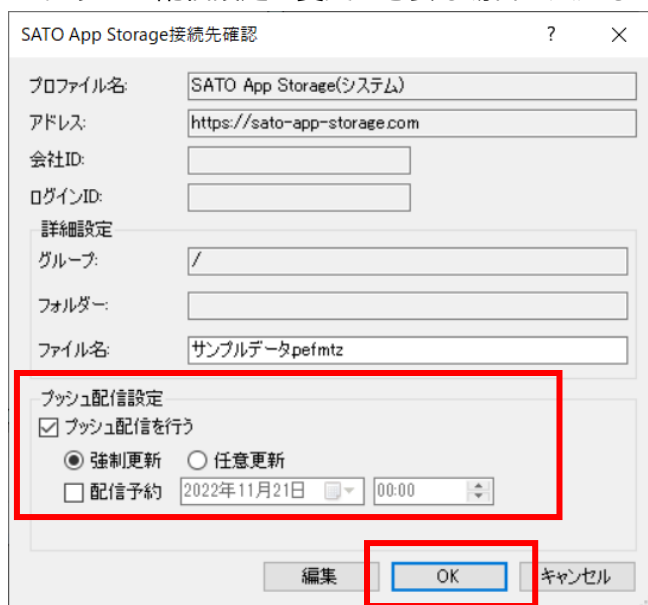 SATO App Storage接続先確認 ? ×
プロファイル名: SATO App Storage(システム)
アドレス: https://sato-app-storage.com
会社ID:
ログインID:
詳細設定
グループ: /
フォルダー:
ファイル名: サンプルデータ.pefmtz
プッシュ配信設定
プッシュ配信を行う
強制更新 任意更新
配信予約 2022年11月21日 00:00
編集 OK キャンセル